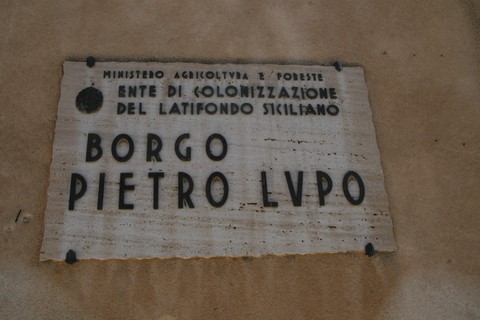 MINISTERO AGRICOLTVRA E FORESTE
ENTE DI COLONIZZAZIONE
DEL LATIFONDO SICILIANO
BORGO
PIETRO LVPO